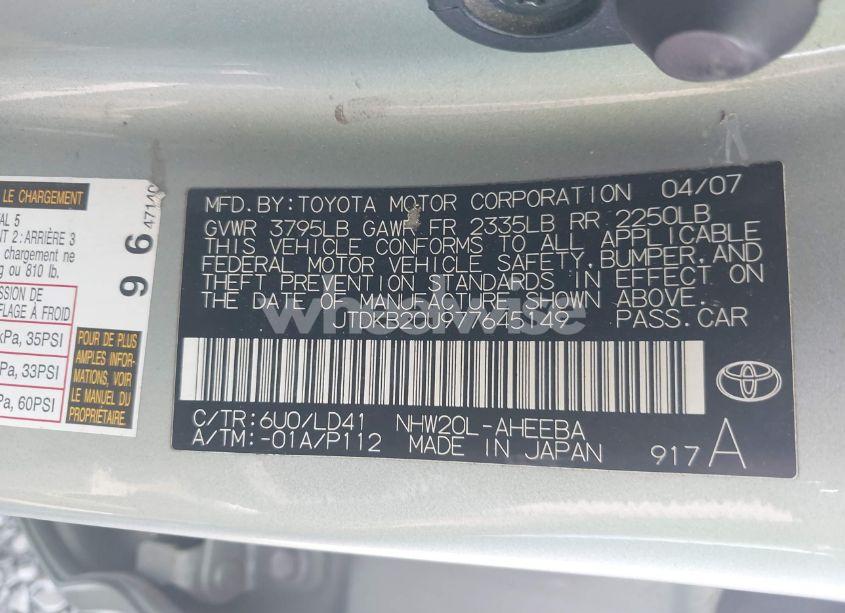 LE CHARGEMENT
AL 5
NT 2:ARRIÈRE 3
chargement ne
g ou 810 lb.
SSION DE
FLAGE À FROID
kPa, 35PSI
Pa, 33PSI
Pa, 60PSI
POUR DE PLUS
AMPLES INFOR-
MATIONS, VOIR
LE MANUEL DU
PROPRIÉTAIRE.
9 6
47140
MFD. BY: TOYOTA MOTOR CORPORATION 04/07
GVWR 3795LB GAWR FR 2335LB RR 2250LB
THIS VEHICLE CONFORMS TO ALL APPLICABLE
FEDERAL MOTOR VEHICLE SAFETY, BUMPER, AND
THEFT PREVENTION STANDARDS IN EFFECT ON
THE DATE OF MANUFACTURE SHOWN ABOVE.
JTDKB20U977645149 PASS.CAR
C/TR:6U0/LD41 NHW20L-AHEEBA
A/TM:-01A/P112 MADE IN JAPAN 917 A
wheelwise